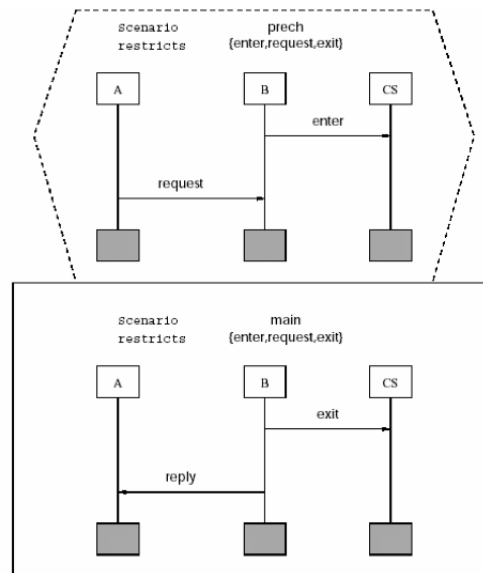 Scenario prech
restricts {enter,request,exit}
A B CS
enter
request
Scenario main
restricts {enter,request,exit}
A B CS
exit
reply